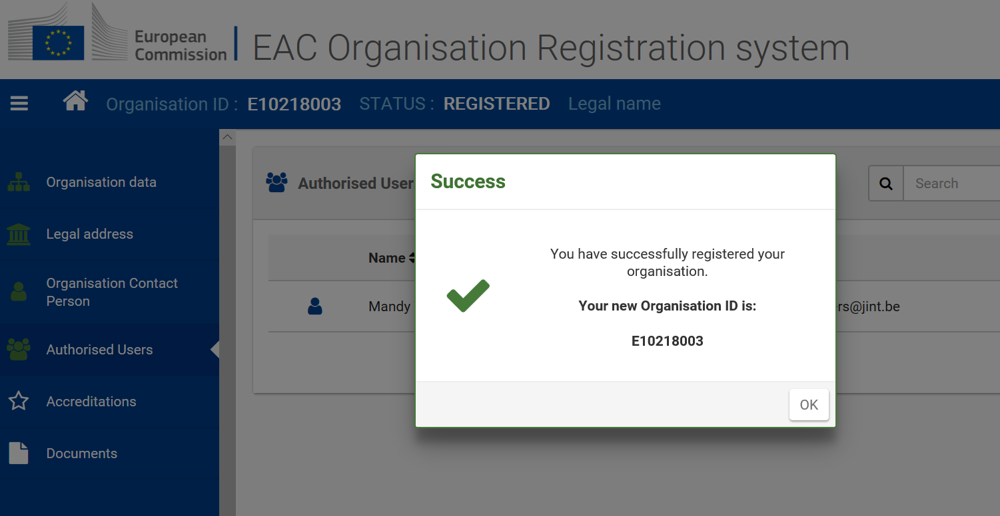 European
Commission
EAC Organisation Registration system
Organisation ID : E10218003 STATUS : REGISTERED Legal name
Organisation data
Legal address
Organisation Contact
Person
Authorised Users
Accreditations
Documents
Authorised User
Search
Name
Mandy
rs@jint.be
Success
You have successfully registered your
organisation.
Your new Organisation ID is:
E10218003
OK